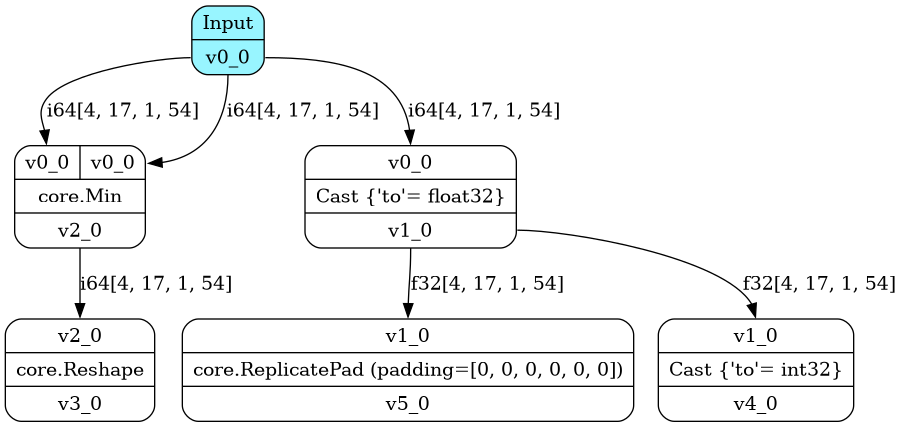 Input
v0_0
i64[4, 17, 1, 54] i64[4, 17, 1, 54] i64[4, 17, 1, 54]
v0_0 v0_0 v0_0
core.Min Cast {'to'= float32}
v2_0 v1_0
i64[4, 17, 1, 54] f32[4, 17, 1, 54] f32[4, 17, 1, 54]
v2_0 v1_0 v1_0
core.Reshape core.ReplicatePad (padding=[0, 0, 0, 0, 0, 0]) Cast {'to'= int32}
v3_0 v5_0 v4_0